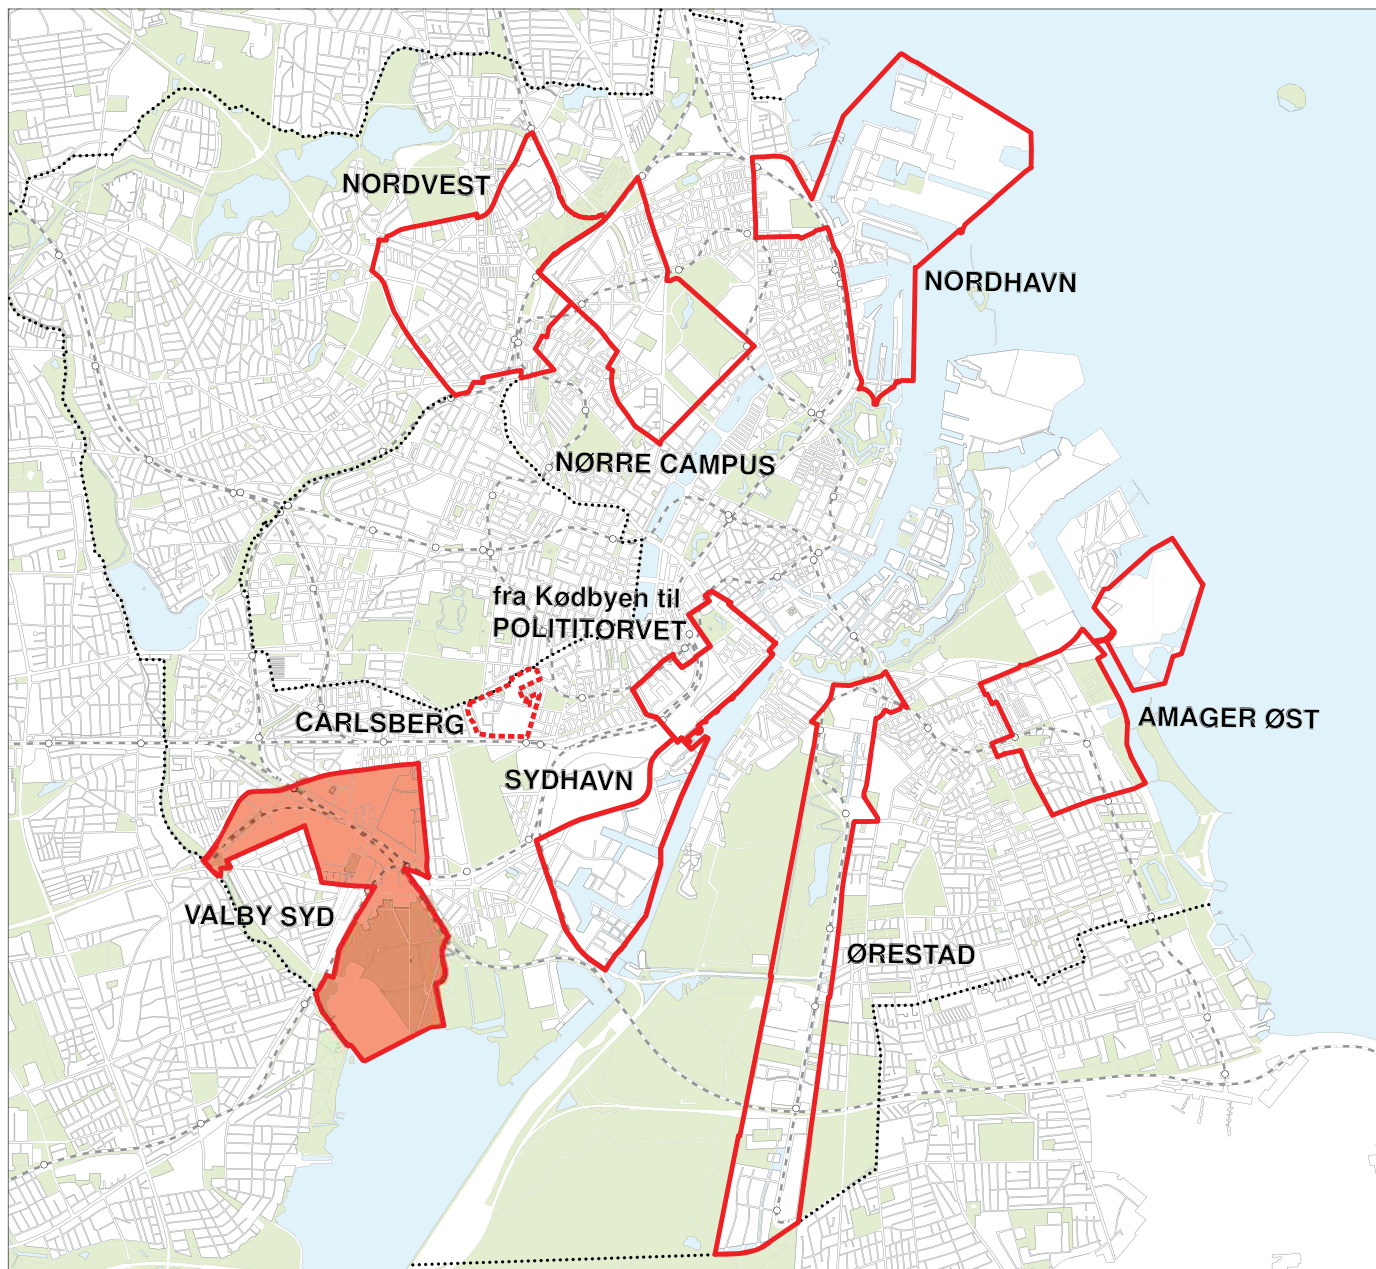 NORDVEST
NORDHAVN
NØRRE CAMPUS
fra Kødbyen til
POLITITORVET
CARLSBERG
AMAGER ØST
SYDHAVN
VALBY SYD
ØRESTAD